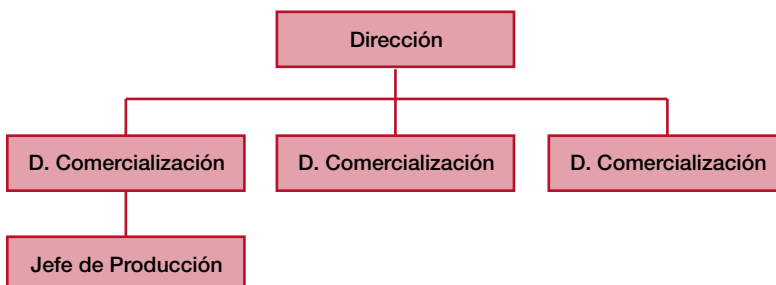 Dirección
D. Comercialización
D. Comercialización
D. Comercialización
Jefe de Producción